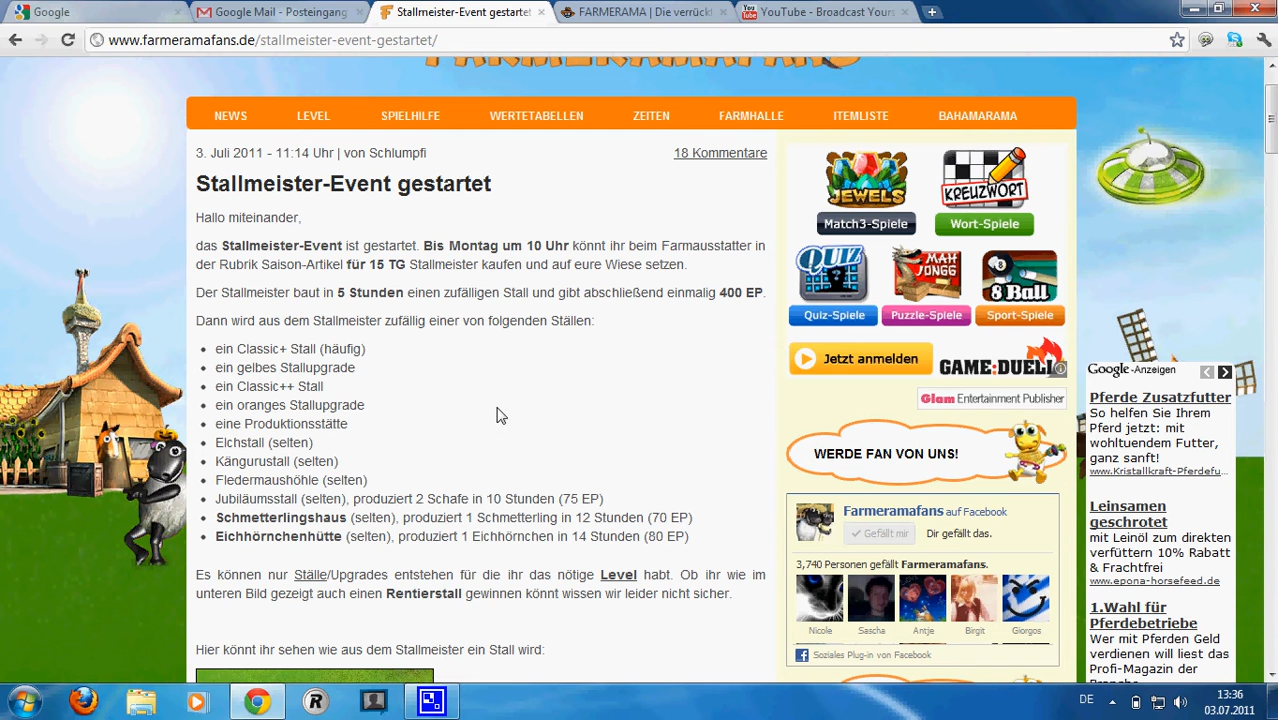 Google
Google Mail - Posteingang
Stallmeister-Event gestartet
FARMERAMA | Die verrückt
YouTube - Broadcast Yours
www.farmeramafans.de/stallmeister-event-gestartet/
FARMERAMAFANS
NEWS LEVEL SPIELHILFE WERTETABELLEN ZEITEN FARMHALLE ITEMLISTE BAHAMARAMA
3. Juli 2011 - 11:14 Uhr | von Schlumpfi 18 Kommentare
Stallmeister-Event gestartet
Hallo miteinander,
das Stallmeister-Event ist gestartet. Bis Montag um 10 Uhr könnt ihr beim Farmausstatter in
der Rubrik Saison-Artikel für 15 TG Stallmeister kaufen und auf eure Wiese setzen.
Der Stallmeister baut in 5 Stunden einen zufälligen Stall und gibt abschließend einmalig 400 EP.
Dann wird aus dem Stallmeister zufällig einer von folgenden Ställen:
• ein Classic+ Stall (häufig)
• ein gelbes Stallupgrade
• ein Classic++ Stall
• ein oranges Stallupgrade
• eine Produktionsstätte
• Elchstall (selten)
• Kängurustall (selten)
• Fledermaushöhle (selten)
• Jubiläumsstall (selten), produziert 2 Schafe in 10 Stunden (75 EP)
• Schmetterlingshaus (selten), produziert 1 Schmetterling in 12 Stunden (70 EP)
• Eichhörnchenhütte (selten), produziert 1 Eichhörnchen in 14 Stunden (80 EP)
Es können nur Ställe/Upgrades entstehen für die ihr das nötige Level habt. Ob ihr wie im
unteren Bild gezeigt auch einen Rentierstall gewinnen könnt wissen wir leider nicht sicher.
Hier könnt ihr sehen wie aus dem Stallmeister ein Stall wird:
JEWELS
KREUZWORT
Match3-Spiele
Wort-Spiele
QUIZ
MAH
JONGG
8
8 Ball
Quiz-Spiele
Puzzle-Spiele
Sport-Spiele
Jetzt anmelden
GAME:DUELL
Glam Entertainment Publisher
WERDE FAN VON UNS!
Farmeramafans auf Facebook
Gefällt mir Dir gefällt das.
3,740 Personen gefällt Farmeramafans.
Nicole Sascha Antje Birgit Giorgos
Soziales Plug-in von Facebook
Google-Anzeigen
Pferde Zusatzfutter
So helfen Sie Ihrem
Pferd jetzt: mit
wohltuendem Futter,
ganz sanft!
www.Kristallkraft-Pferdefu...
Leinsamen
geschrotet
mit Leinöl zum direkten
verfüttern 10% Rabatt
& Frachtfrei
www.epona-horsefeed.de
1.Wahl für
Pferdebetriebe
Wer mit Pferden Geld
verdienen will liest das
Profi-Magazin der
Branche
DE
13:36
03.07.2011